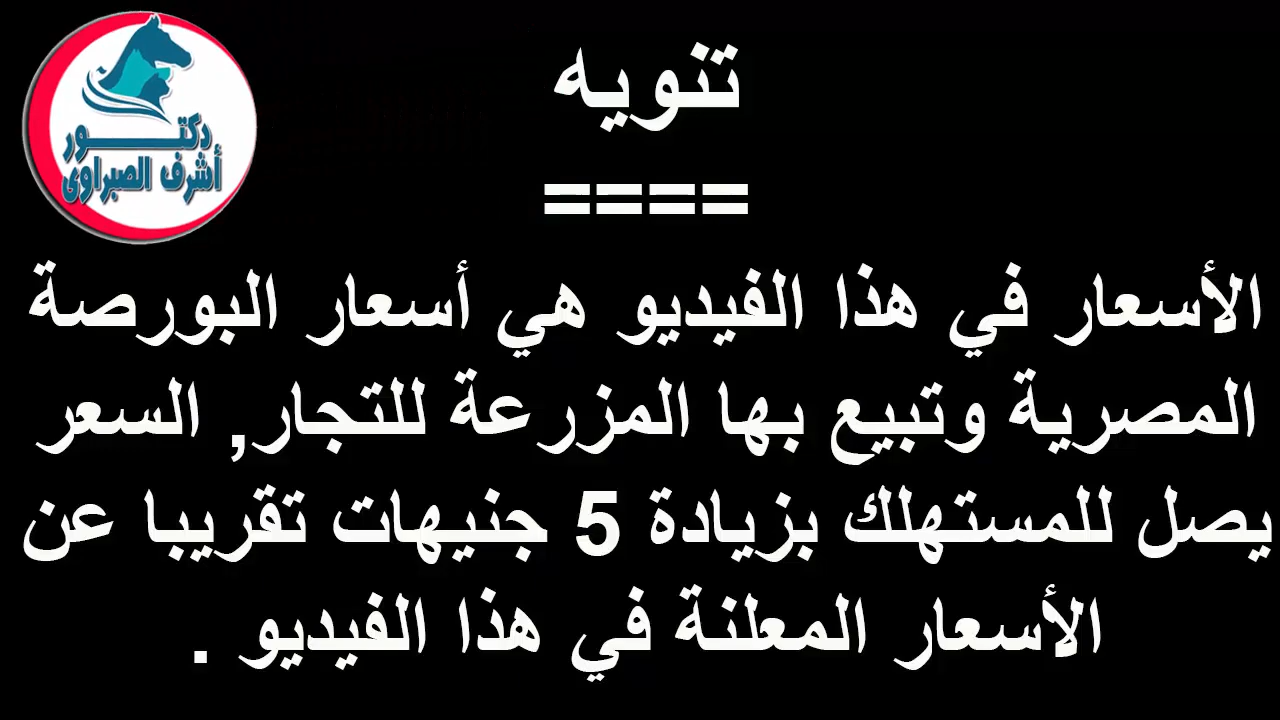 دكتور
أشرف الصبراوى
تنويه
====
الأسعار في هذا الفيديو هي أسعار البورصة
المصرية وتبيع بها المزرعة للتجار, السعر
يصل للمستهلك بزيادة 5 جنيهات تقريبا عن
الأسعار المعلنة في هذا الفيديو .